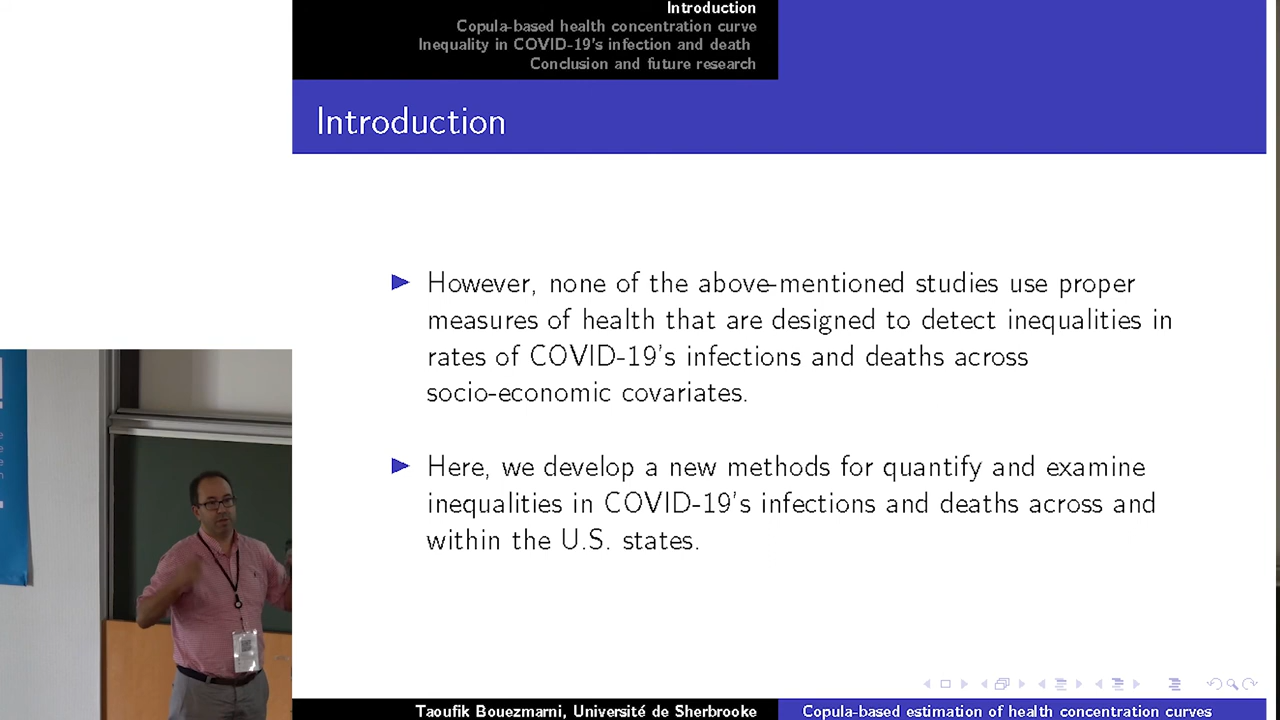 Introduction
Copula-based health concentration curve
Inequality in COVID-19's infection and death
Conclusion and future research
Introduction
However, none of the above-mentioned studies use proper
measures of health that are designed to detect inequalities in
rates of COVID-19's infections and deaths across
socio-economic covariates.
Here, we develop a new methods for quantify and examine
inequalities in COVID-19's infections and deaths across and
within the U.S. states.
Taoufik Bouezmarni, Université de Sherbrooke
Copula-based estimation of health concentration curves